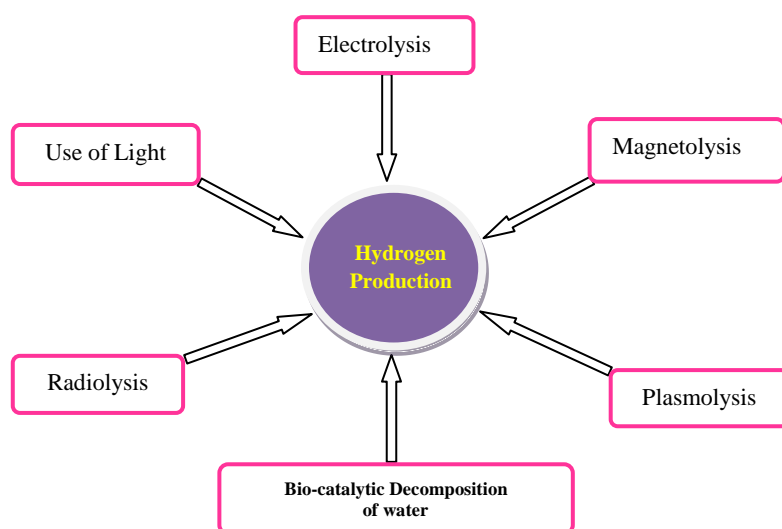 Electrolysis
Use of Light
Magnetolysis
Hydrogen
Production
Radiolysis
Plasmolysis
Bio-catalytic Decomposition
of water